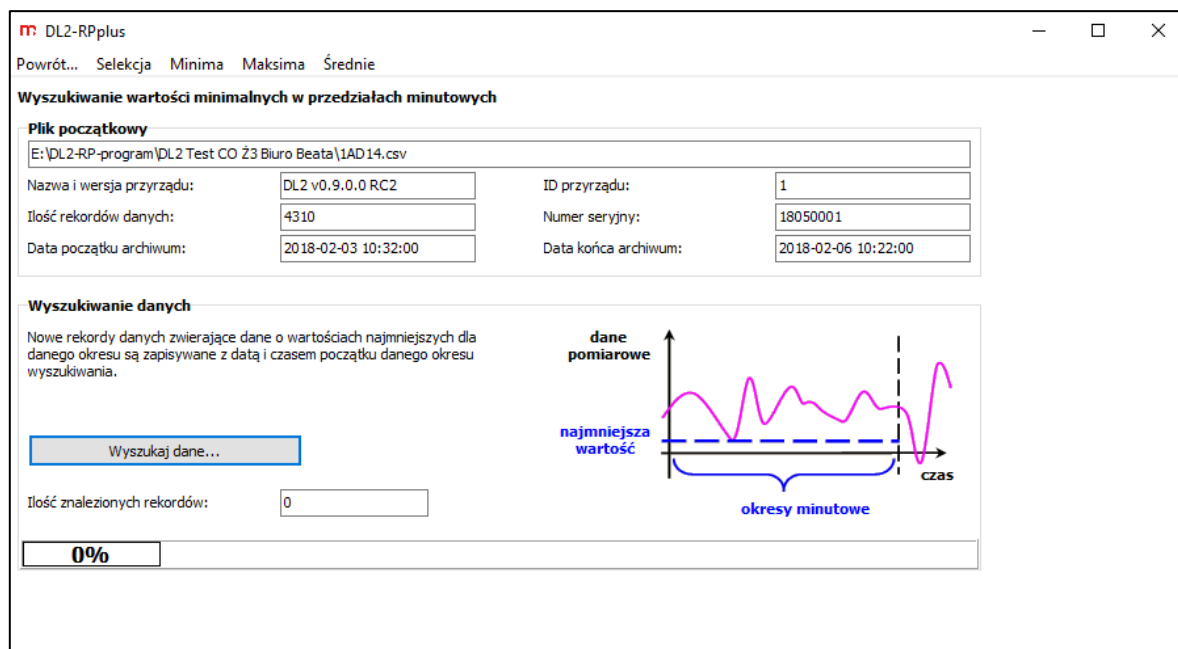 DL2-RPplus
Powrót... Selekcja Minima Maksima Średnie
Wyszukiwanie wartości minimalnych w przedziałach minutowych
Plik początkowy
E:\DL2-RP-program\DL2 Test CO Ź3 Biuro Beata\1AD14.csv
Nazwa i wersja przyrządu: DL2 v0.9.0.0 RC2 ID przyrządu: 1
Ilość rekordów danych: 4310 Numer seryjny: 18050001
Data początku archiwum: 2018-02-03 10:32:00 Data końca archiwum: 2018-02-06 10:22:00
Wyszukiwanie danych
Nowe rekordy danych zwierające dane o wartościach najmniejszych dla
danego okresu są zapisywane z datą i czasem początku danego okresu
wyszukiwania.
dane
pomiarowe
najmniejsza
wartość
czas
okresy minutowe
Wyszukaj dane...
Ilość znalezionych rekordów: 0
0%